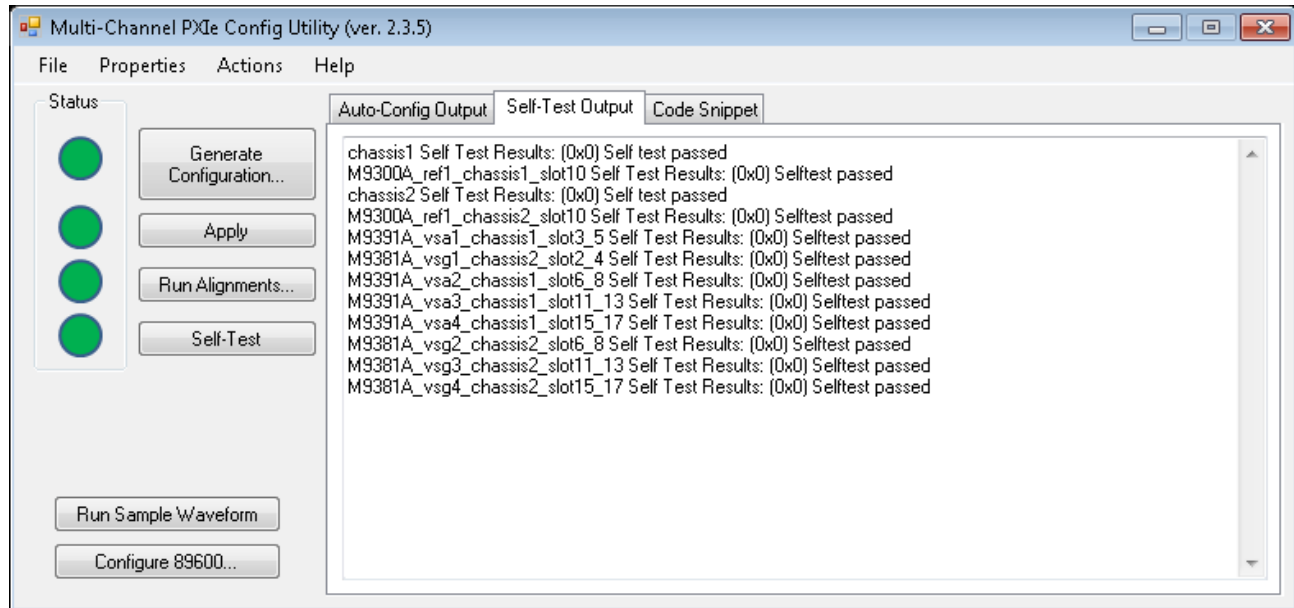 Multi-Channel PXIe Config Utility (ver. 2.3.5)
File Properties Actions Help
Status
Generate
Configuration...
Apply
Run Alignments...
Self-Test
Run Sample Waveform
Configure 89600...
Auto-Config Output Self-Test Output Code Snippet
chassis1 Self Test Results: (0x0) Self test passed
M9300A_ref1_chassis1_slot10 Self Test Results: (0x0) Selftest passed
chassis2 Self Test Results: (0x0) Self test passed
M9300A_ref1_chassis2_slot10 Self Test Results: (0x0) Selftest passed
M9391A_vsa1_chassis1_slot3_5 Self Test Results: (0x0) Selftest passed
M9381A_vsg1_chassis2_slot2_4 Self Test Results: (0x0) Selftest passed
M9391A_vsa2_chassis1_slot6_8 Self Test Results: (0x0) Selftest passed
M9391A_vsa3_chassis1_slot11_13 Self Test Results: (0x0) Selftest passed
M9391A_vsa4_chassis1_slot15_17 Self Test Results: (0x0) Selftest passed
M9381A_vsg2_chassis2_slot6_8 Self Test Results: (0x0) Selftest passed
M9381A_vsg3_chassis2_slot11_13 Self Test Results: (0x0) Selftest passed
M9381A_vsg4_chassis2_slot15_17 Self Test Results: (0x0) Selftest passed